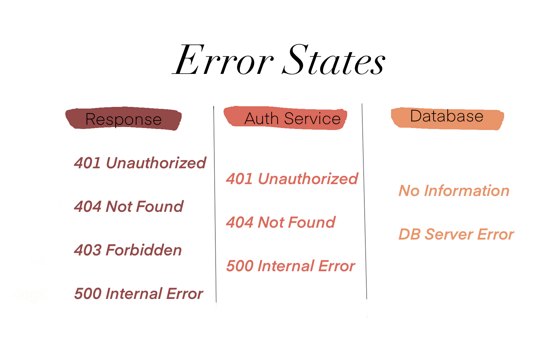 Error States
Response
401 Unauthorized
404 Not Found
403 Forbidden
500 Internal Error
Auth Service
401 Unauthorized
404 Not Found
500 Internal Error
Database
No Information
DB Server Error